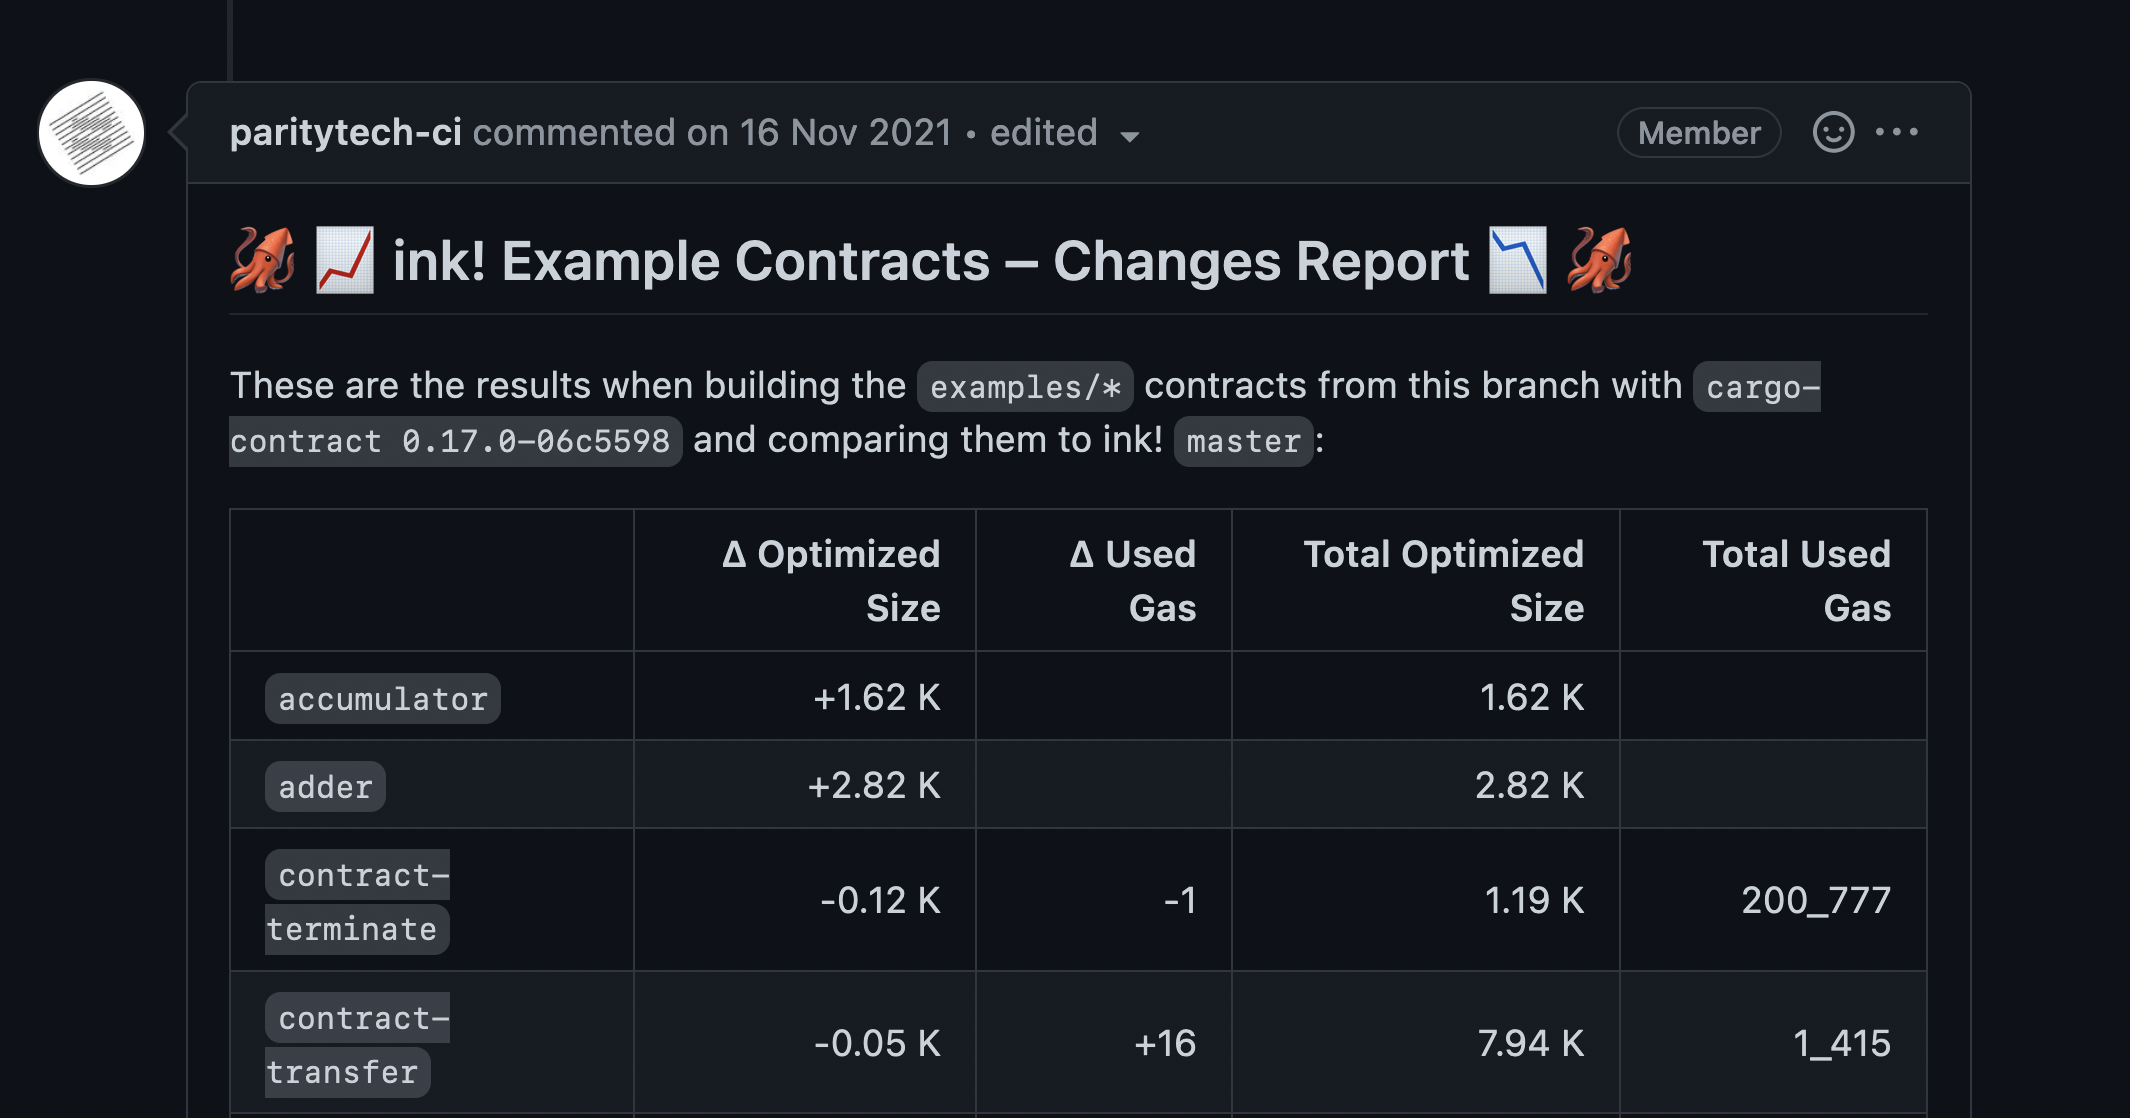 paritytech-ci commented on 16 Nov 2021 • edited
Member
ink! Example Contracts – Changes Report
These are the results when building the examples/* contracts from this branch with cargo-
contract 0.17.0-06c5598 and comparing them to ink! master:
Δ Optimized
Size
Δ Used
Gas
Total Optimized
Size
Total Used
Gas
accumulator +1.62 K 1.62 K
adder +2.82 K 2.82 K
contract-
terminate
-0.12 K -1 1.19 K 200_777
contract-
transfer
-0.05 K +16 7.94 K 1_415